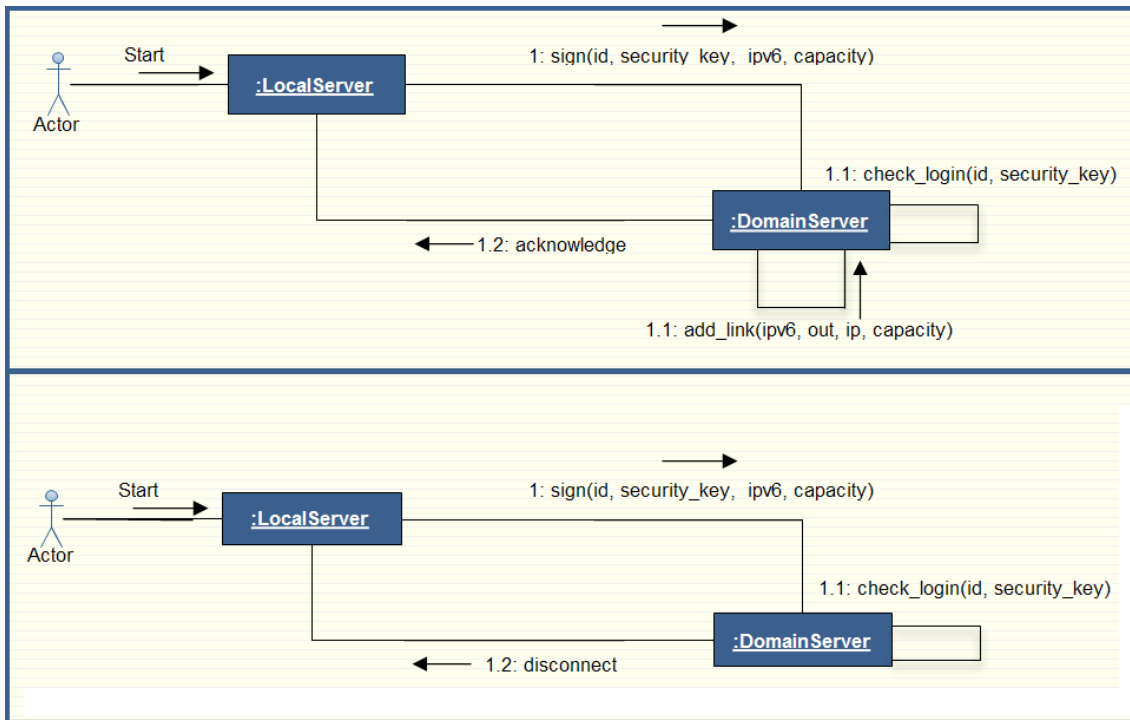 Start
1: sign(id, security_key, ipv6, capacity)
:LocalServer
Actor
1.1: check_login(id, security_key)
:DomainServer
1.2: acknowledge
1.1: add_link(ipv6, out, ip, capacity)
Start
1: sign(id, security_key, ipv6, capacity)
:LocalServer
Actor
1.1: check_login(id, security_key)
:DomainServer
1.2: disconnect